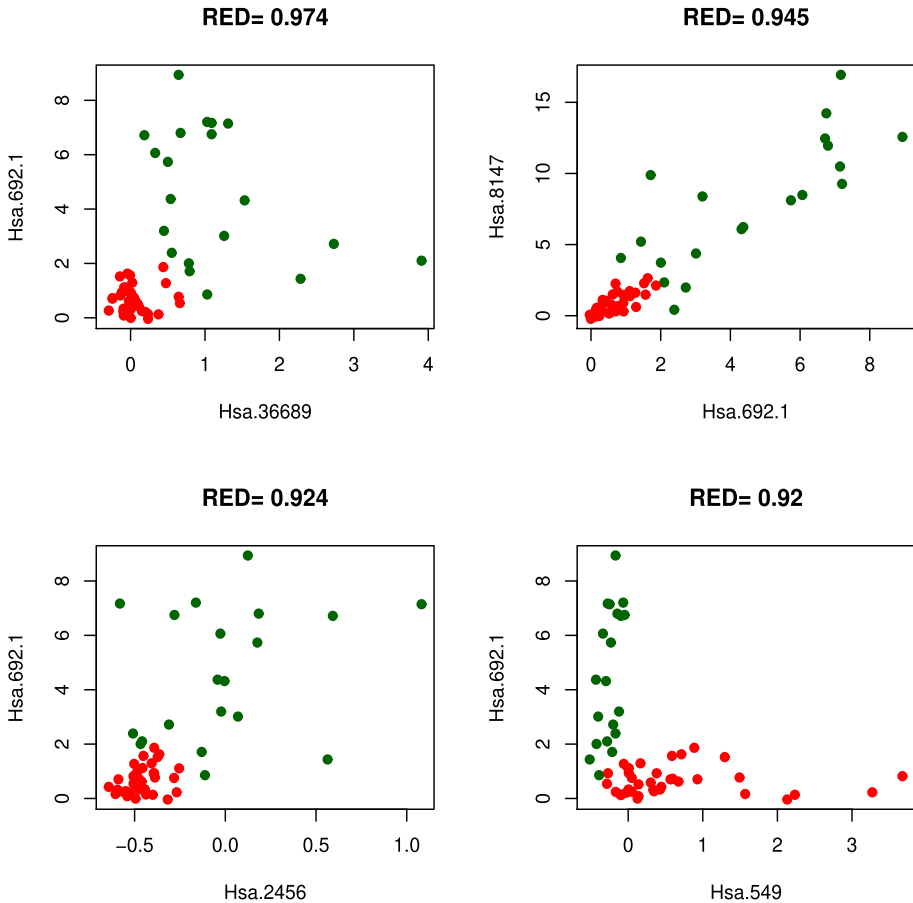 RED= 0.974
Hsa.692.1
8
6
4
2
0
0 1 2 3 4
Hsa.36689
RED= 0.945
Hsa.8147
15
10
5
0
0 2 4 6 8
Hsa.692.1
RED= 0.924
Hsa.692.1
8
6
4
2
0
−0.5 0.0 0.5 1.0
Hsa.2456
RED= 0.92
Hsa.692.1
8
6
4
2
0
0 1 2 3
Hsa.549